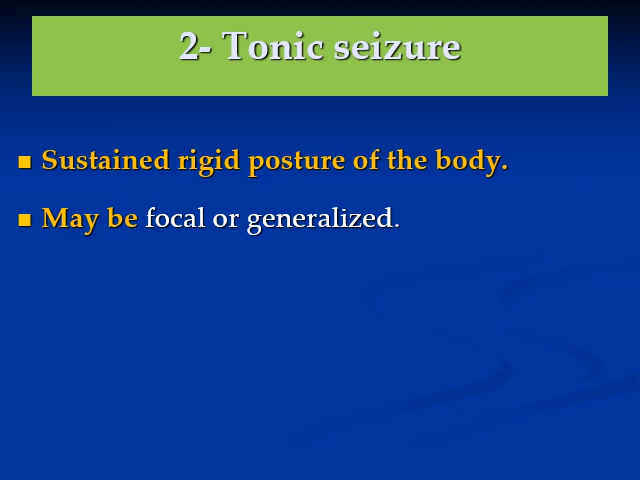 2- Tonic seizure
Sustained rigid posture of the body.
May be focal or generalized.